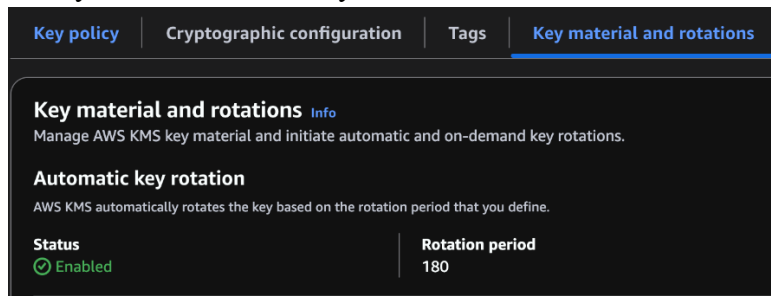 Key policy Cryptographic configuration Tags Key material and rotations
Key material and rotations Info
Manage AWS KMS key material and initiate automatic and on-demand key rotations.
Automatic key rotation
AWS KMS automatically rotates the key based on the rotation period that you define.
Status Rotation period
Enabled 180